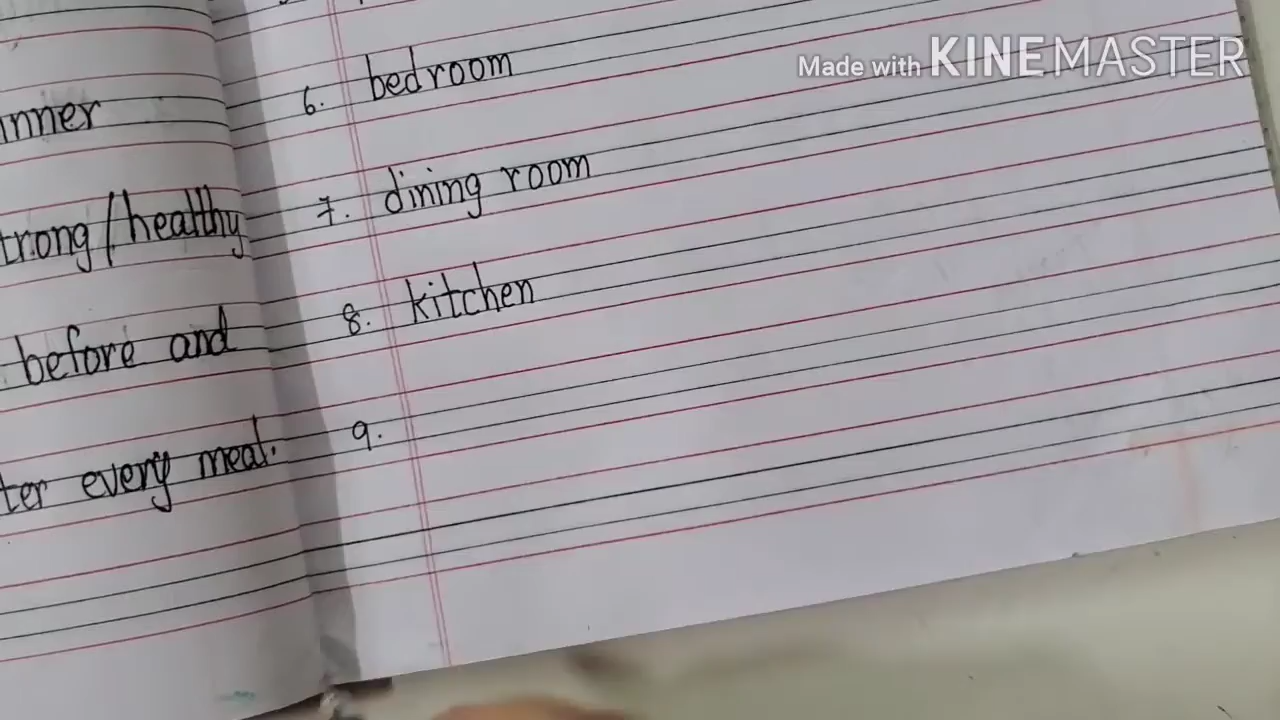 Made with KINEMASTER
inner
trong/healthy
before and
ter every meal.
6. bedroom
7. dining room
8. kitchen
9.